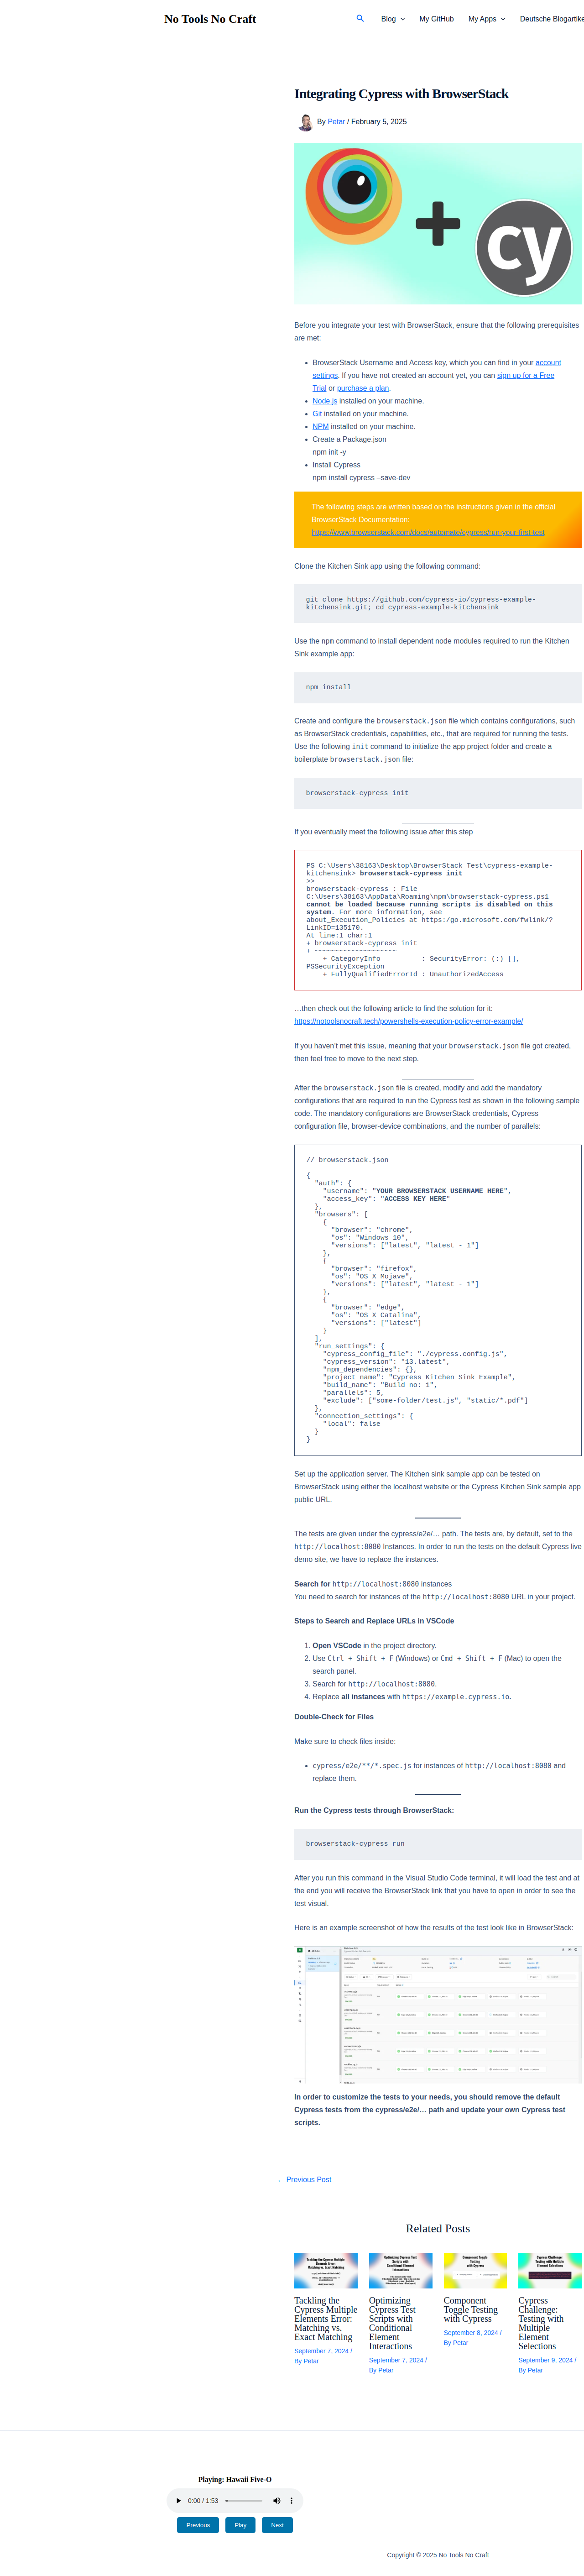 No Tools No Craft
Blog
My GitHub
My Apps
Deutsche Blogartike
Integrating Cypress with BrowserStack
By Petar / February 5, 2025
cy
Before you integrate your test with BrowserStack, ensure that the following prerequisites
are met:
BrowserStack Username and Access key, which you can find in your account
settings. If you have not created an account yet, you can sign up for a Free
Trial or purchase a plan.
Node.js installed on your machine.
Git installed on your machine.
NPM installed on your machine.
Create a Package.json
npm init -y
Install Cypress
npm install cypress –save-dev
The following steps are written based on the instructions given in the official
BrowserStack Documentation:
https://www.browserstack.com/docs/automate/cypress/run-your-first-test
Clone the Kitchen Sink app using the following command:
git clone https://github.com/cypress-io/cypress-example-
kitchensink.git; cd cypress-example-kitchensink
Use the npm command to install dependent node modules required to run the Kitchen
Sink example app:
npm install
Create and configure the browserstack.json file which contains configurations, such
as BrowserStack credentials, capabilities, etc., that are required for running the tests.
Use the following init command to initialize the app project folder and create a
boilerplate browserstack.json file:
browserstack-cypress init
If you eventually meet the following issue after this step
PS C:\Users\38163\Desktop\BrowserStack Test\cypress-example-
kitchensink> browserstack-cypress init
>>
browserstack-cypress : File
C:\Users\38163\AppData\Roaming\npm\browserstack-cypress.ps1
cannot be loaded because running scripts is disabled on this
system. For more information, see
about_Execution_Policies at https:/go.microsoft.com/fwlink/?
LinkID=135170.
At line:1 char:1
+ browserstack-cypress init
+ ~~~~~~~~~~~~~~~~~~~~
+ CategoryInfo : SecurityError: (:) [],
PSSecurityException
+ FullyQualifiedErrorId : UnauthorizedAccess
…then check out the following article to find the solution for it:
https://notoolsnocraft.tech/powershells-execution-policy-error-example/
If you haven’t met this issue, meaning that your browserstack.json file got created,
then feel free to move to the next step.
After the browserstack.json file is created, modify and add the mandatory
configurations that are required to run the Cypress test as shown in the following sample
code. The mandatory configurations are BrowserStack credentials, Cypress
configuration file, browser-device combinations, and the number of parallels:
// browserstack.json
{
"auth": {
"username": "YOUR BROWSERSTACK USERNAME HERE",
"access_key": "ACCESS KEY HERE"
},
"browsers": [
{
"browser": "chrome",
"os": "Windows 10",
"versions": ["latest", "latest - 1"]
},
{
"browser": "firefox",
"os": "OS X Mojave",
"versions": ["latest", "latest - 1"]
},
{
"browser": "edge",
"os": "OS X Catalina",
"versions": ["latest"]
}
],
"run_settings": {
"cypress_config_file": "./cypress.config.js",
"cypress_version": "13.latest",
"npm_dependencies": {},
"project_name": "Cypress Kitchen Sink Example",
"build_name": "Build no: 1",
"parallels": 5,
"exclude": ["some-folder/test.js", "static/*.pdf"]
},
"connection_settings": {
"local": false
}
}
Set up the application server. The Kitchen sink sample app can be tested on
BrowserStack using either the localhost website or the Cypress Kitchen Sink sample app
public URL.
The tests are given under the cypress/e2e/… path. The tests are, by default, set to the
http://localhost:8080 Instances. In order to run the tests on the default Cypress live
demo site, we have to replace the instances.
Search for http://localhost:8080 instances
You need to search for instances of the http://localhost:8080 URL in your project.
Steps to Search and Replace URLs in VSCode
1. Open VSCode in the project directory.
2. Use Ctrl + Shift + F (Windows) or Cmd + Shift + F (Mac) to open the
search panel.
3. Search for http://localhost:8080.
4. Replace all instances with https://example.cypress.io.
Double-Check for Files
Make sure to check files inside:
cypress/e2e/**/*.spec.js for instances of http://localhost:8080 and
replace them.
Run the Cypress tests through BrowserStack:
browserstack-cypress run
After you run this command in the Visual Studio Code terminal, it will load the test and at
the end you will receive the BrowserStack link that you have to open in order to see the
test visual.
Here is an example screenshot of how the results of the test look like in BrowserStack:
In order to customize the tests to your needs, you should remove the default
Cypress tests from the cypress/e2e/… path and update your own Cypress test
scripts.
← Previous Post
Related Posts
Tackling the
Cypress Multiple
Elements Error:
Matching vs.
Exact Matching
September 7, 2024 /
By Petar
Optimizing
Cypress Test
Scripts with
Conditional
Element
Interactions
September 7, 2024 /
By Petar
Component
Toggle Testing
with Cypress
September 8, 2024 /
By Petar
Cypress
Challenge:
Testing with
Multiple
Element
Selections
September 9, 2024 /
By Petar
Playing: Hawaii Five-O
0:00 / 1:53
Previous
Play
Next
Copyright © 2025 No Tools No Craft